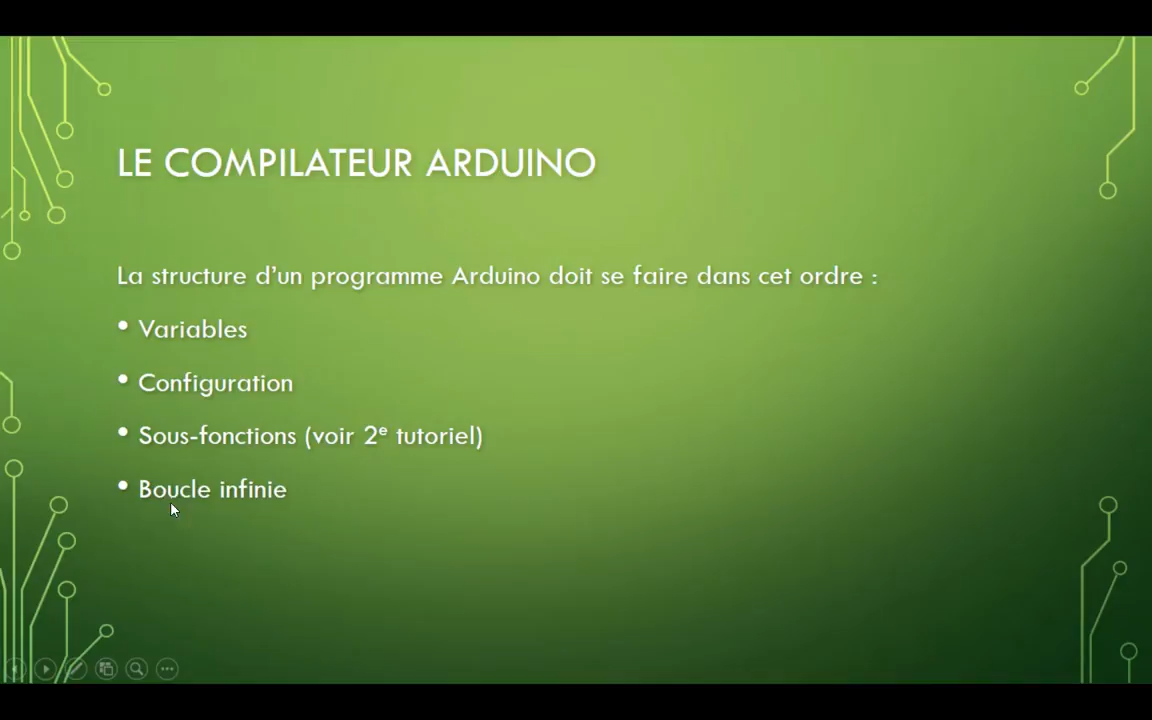 LE COMPILATEUR ARDUINO
La structure d'un programme Arduino doit se faire dans cet ordre :
• Variables
• Configuration
• Sous-fonctions (voir 2e tutoriel)
• Boucle infinie